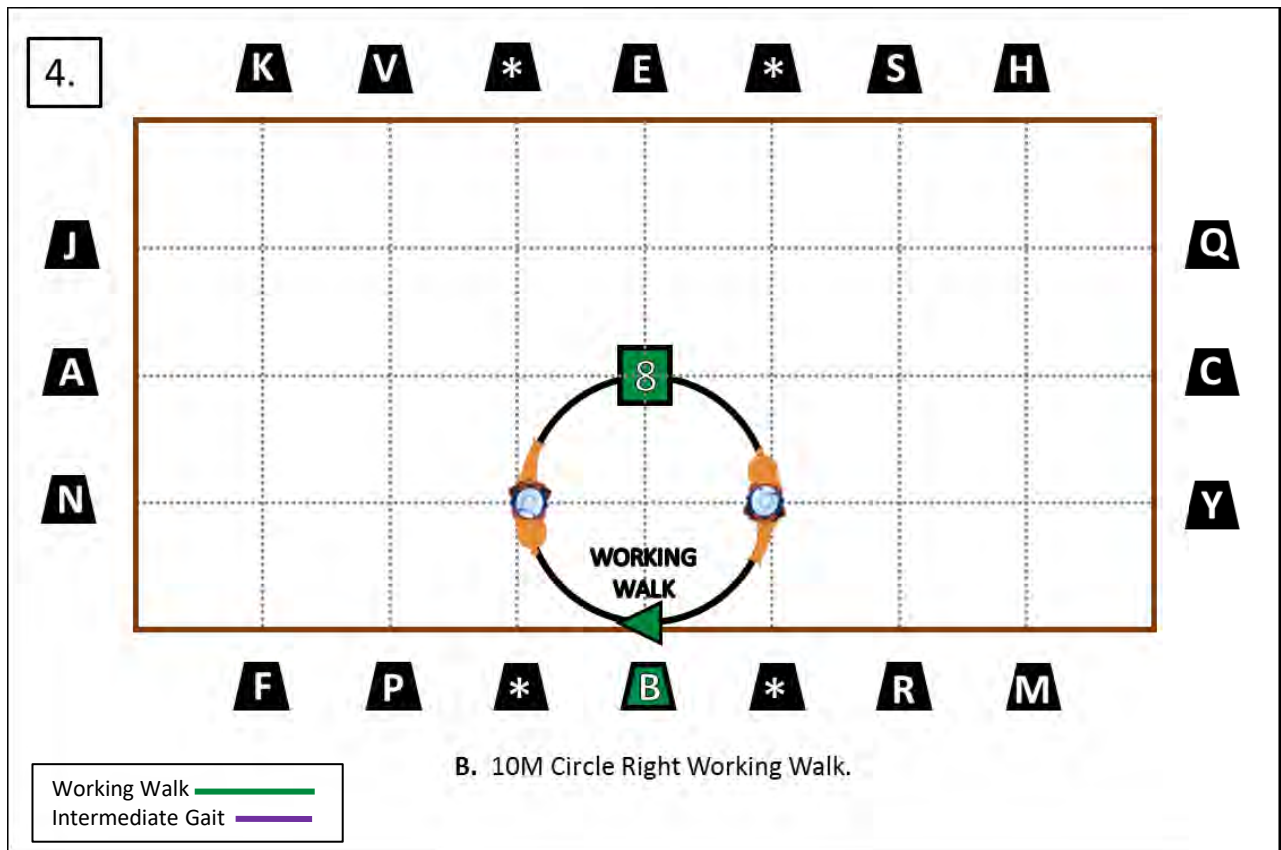 4.
K V * E * S H
J Q
8
A C
N Y
WORKING
WALK
F P * B * R M
B. 10M Circle Right Working Walk.
Working Walk
Intermediate Gait